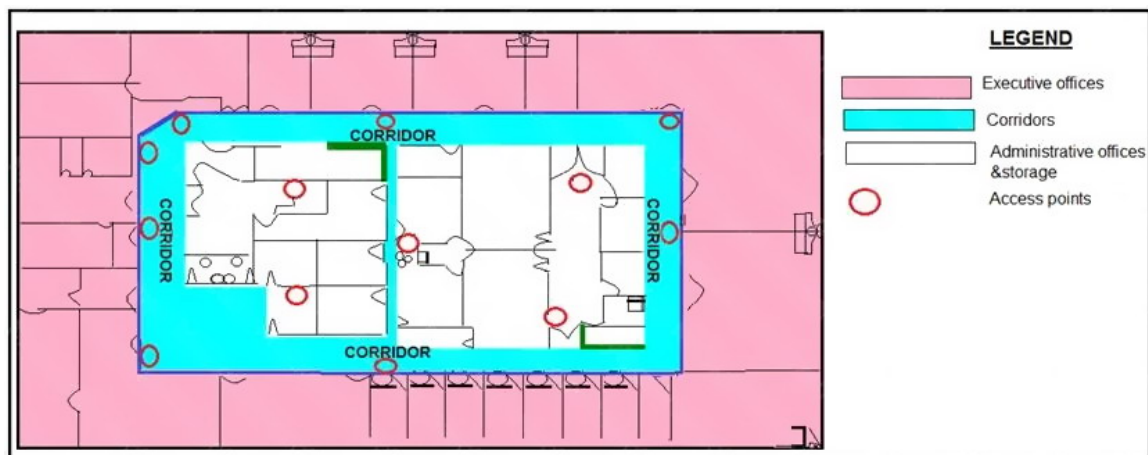 LEGEND
Executive offices
Corridors
Administrative offices
&storage
Access points
CORRIDOR
CORRIDOR
CORRIDOR
CORRIDOR